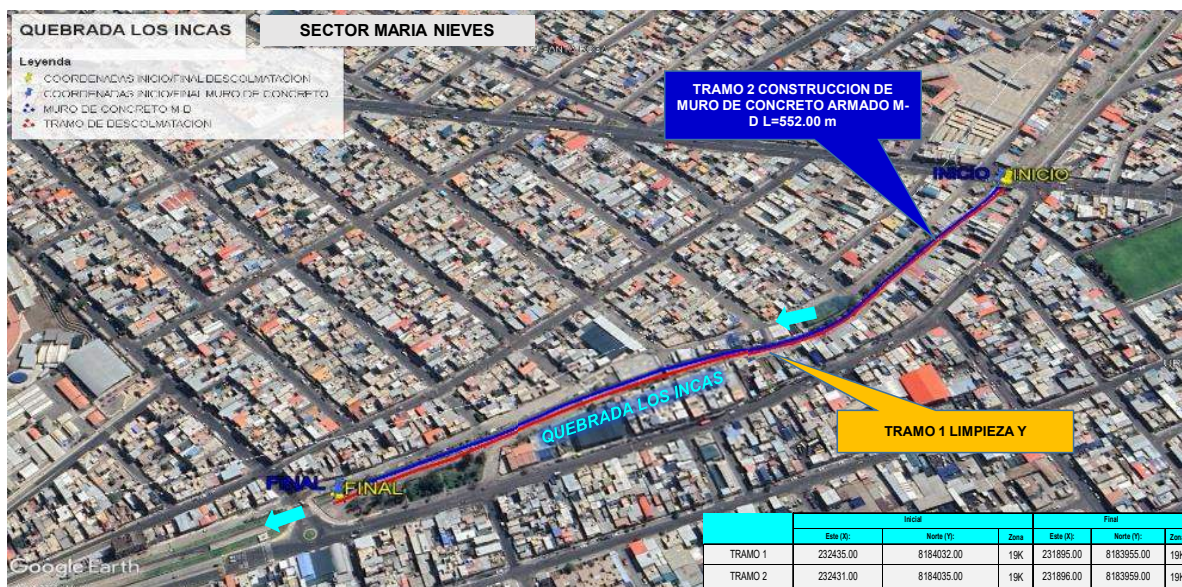 QUEBRADA LOS INCAS
SECTOR MARIA NIEVES
Leyenda
COORDENADAS INICIO/FINAL DESCOLMATACION
COORDENADAS INICIO/FINAL MURO DE CONCRETO
MURO DE CONCRETO M-D
TRAMO DE DESCOLMATACION
TRAMO 2 CONSTRUCCION DE
MURO DE CONCRETO ARMADO M-
D L=552.00 m
INICIO INICIO
QUEBRADA LOS INCAS
TRAMO 1 LIMPIEZA Y
FINAL FINAL
Google Earth
Inicial Final
Este (X): Norte (Y): Zona Este (X): Norte (Y): Zona
TRAMO 1 232435.00 8184032.00 19K 231895.00 8183955.00 19K
TRAMO 2 232431.00 8184035.00 19K 231896.00 8183959.00 19K